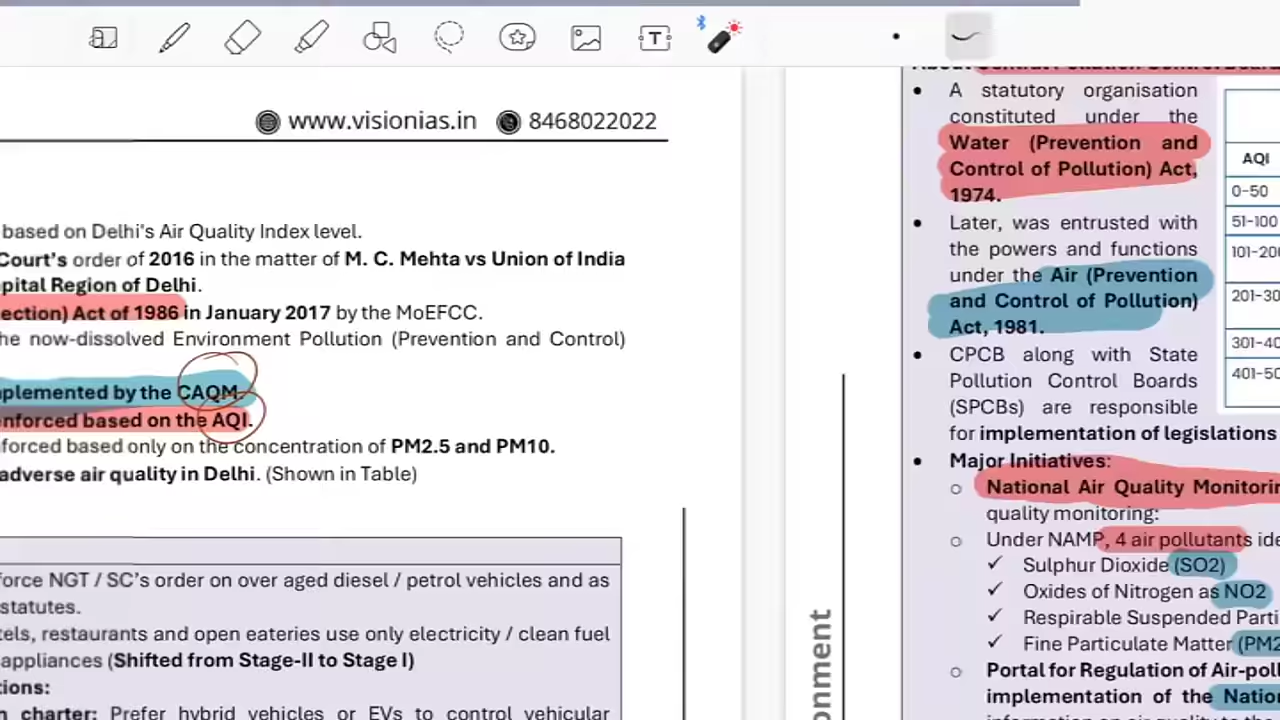 www.visionias.in 8468022022
based on Delhi's Air Quality Index level.
Court's order of 2016 in the matter of M. C. Mehta vs Union of India
pital Region of Delhi.
ection) Act of 1986 in January 2017 by the MoEFCC.
he now-dissolved Environment Pollution (Prevention and Control)
mplemented by the CAQM.
enforced based on the AQI.
forced based only on the concentration of PM2.5 and PM10.
adverse air quality in Delhi. (Shown in Table)
force NGT / SC's order on over aged diesel / petrol vehicles and as
statutes.
tels, restaurants and open eateries use only electricity / clean fuel
appliances (Shifted from Stage-II to Stage I)
tions:
n charter: Prefer hybrid vehicles or EVs to control vehicular
onment
About Central Pollution Control Board
• A statutory organisation
constituted under the
Water (Prevention and
Control of Pollution) Act,
1974.
• Later, was entrusted with
the powers and functions
under the Air (Prevention
and Control of Pollution)
Act, 1981.
• CPCB along with State
Pollution Control Boards
(SPCBs) are responsible
for implementation of legislations
• Major Initiatives:
o National Air Quality Monitorin
quality monitoring:
o Under NAMP, 4 air pollutants ide
✓ Sulphur Dioxide (SO2)
✓ Oxides of Nitrogen as NO2
✓ Respirable Suspended Parti
✓ Fine Particulate Matter (PM2
o Portal for Regulation of Air-poll
implementation of the Nation
AQI
0-50
51-100
101-200
201-30
301-40
401-50